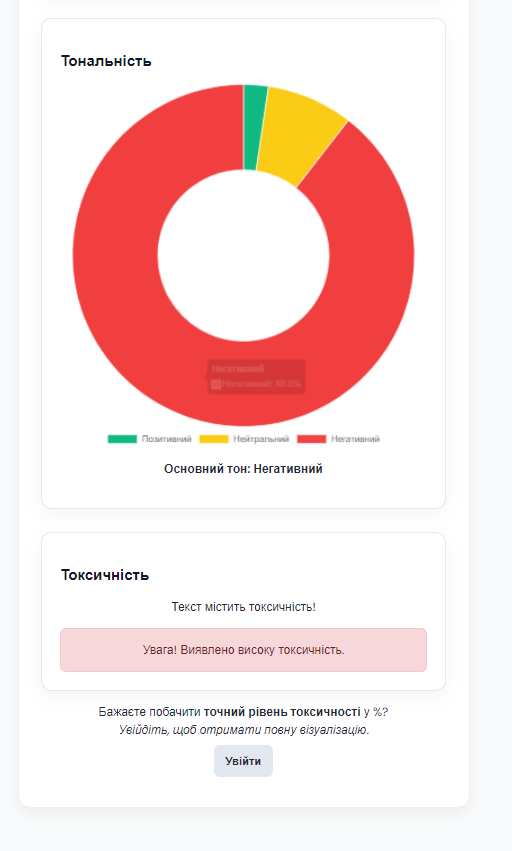 Тональність
Негативний
Негативний: 89.5%
Позитивний
Нейтральний
Негативний
Основний тон: Негативний
Токсичність
Текст містить токсичність!
Увага! Виявлено високу токсичність.
Бажаєте побачити точний рівень токсичності у %?
Увійдіть, щоб отримати повну візуалізацію.
Увійти